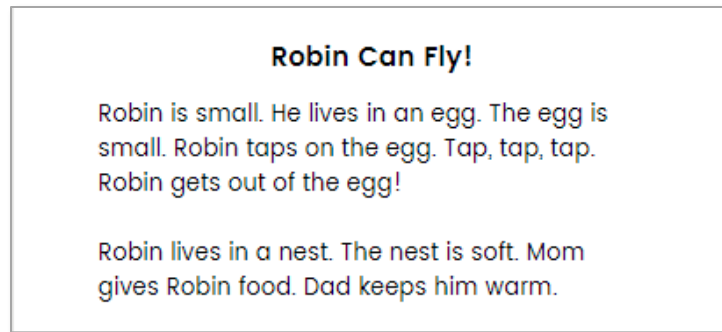 Robin Can Fly!
Robin is small. He lives in an egg. The egg is
small. Robin taps on the egg. Tap, tap, tap.
Robin gets out of the egg!
Robin lives in a nest. The nest is soft. Mom
gives Robin food. Dad keeps him warm.